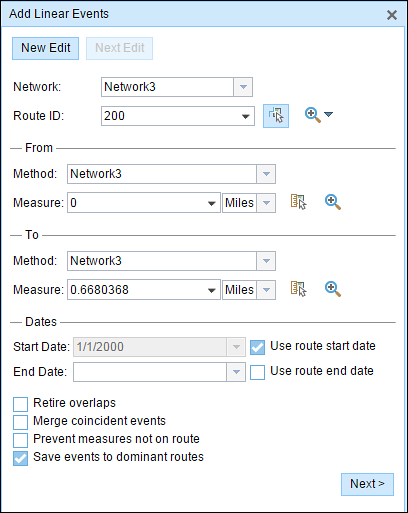 Add Linear Events
New Edit Next Edit
Network: Network3
Route ID: 200
From
Method: Network3
Measure: 0 Miles
To
Method: Network3
Measure: 0.6680368 Miles
Dates
Start Date: 1/1/2000 Use route start date
End Date: Use route end date
Retire overlaps
Merge coincident events
Prevent measures not on route
Save events to dominant routes
Next >